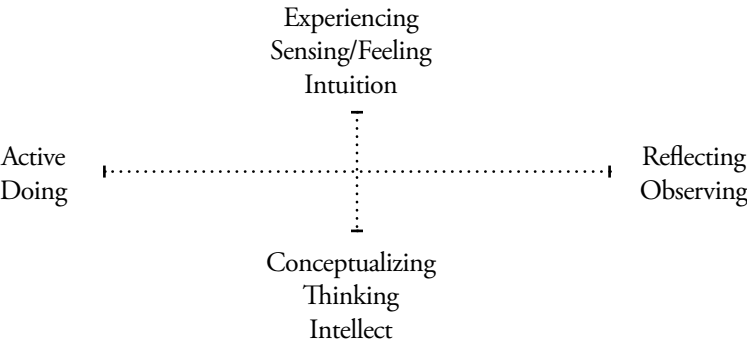 Experiencing
Sensing/Feeling
Intuition
Active
Doing
Reflecting
Observing
Conceptualizing
Thinking
Intellect